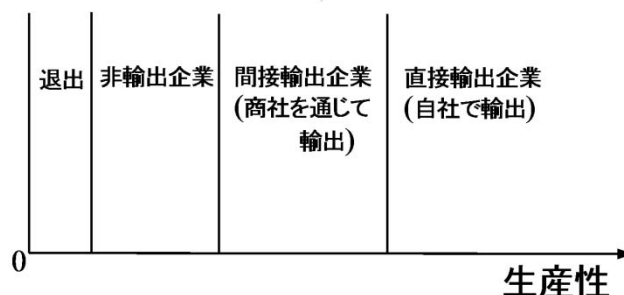 退出
非輸出企業
間接輸出企業
(商社を通じて
輸出)
直接輸出企業
(自社で輸出)
0
生産性